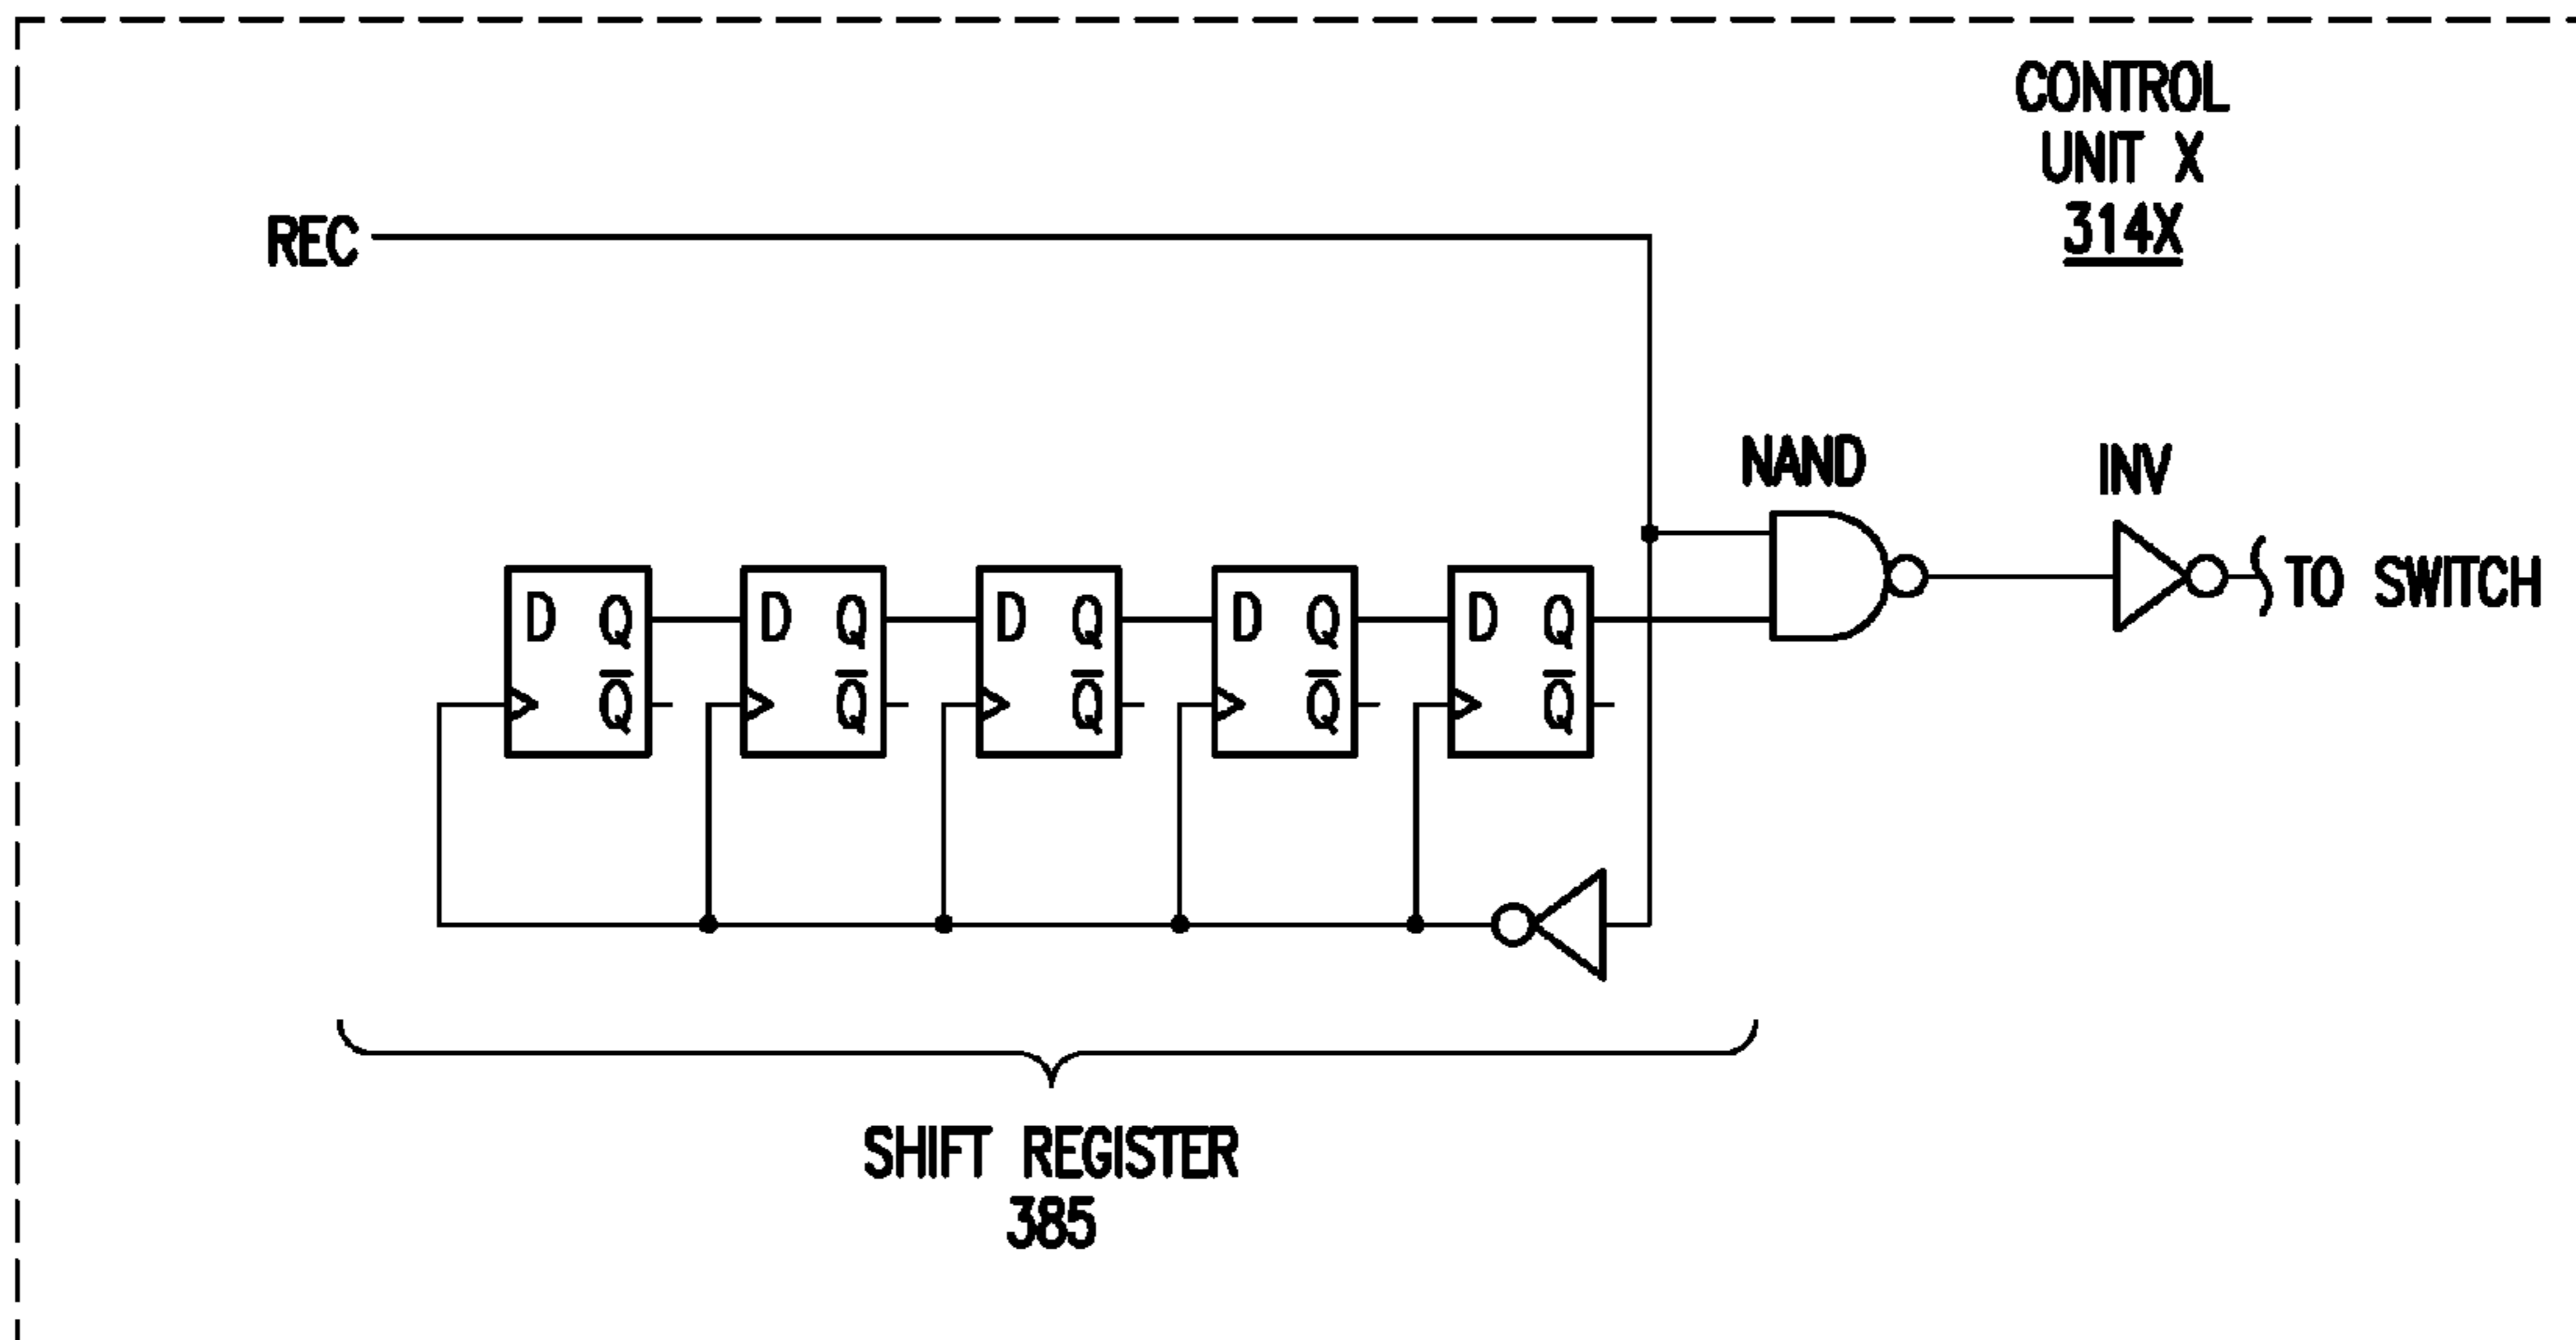 CONTROL
UNIT X
314X
REC
NAND
INV
TO SWITCH
D Q D Q D Q D Q D Q
Q̅ Q̅ Q̅ Q̅ Q̅
SHIFT REGISTER
385